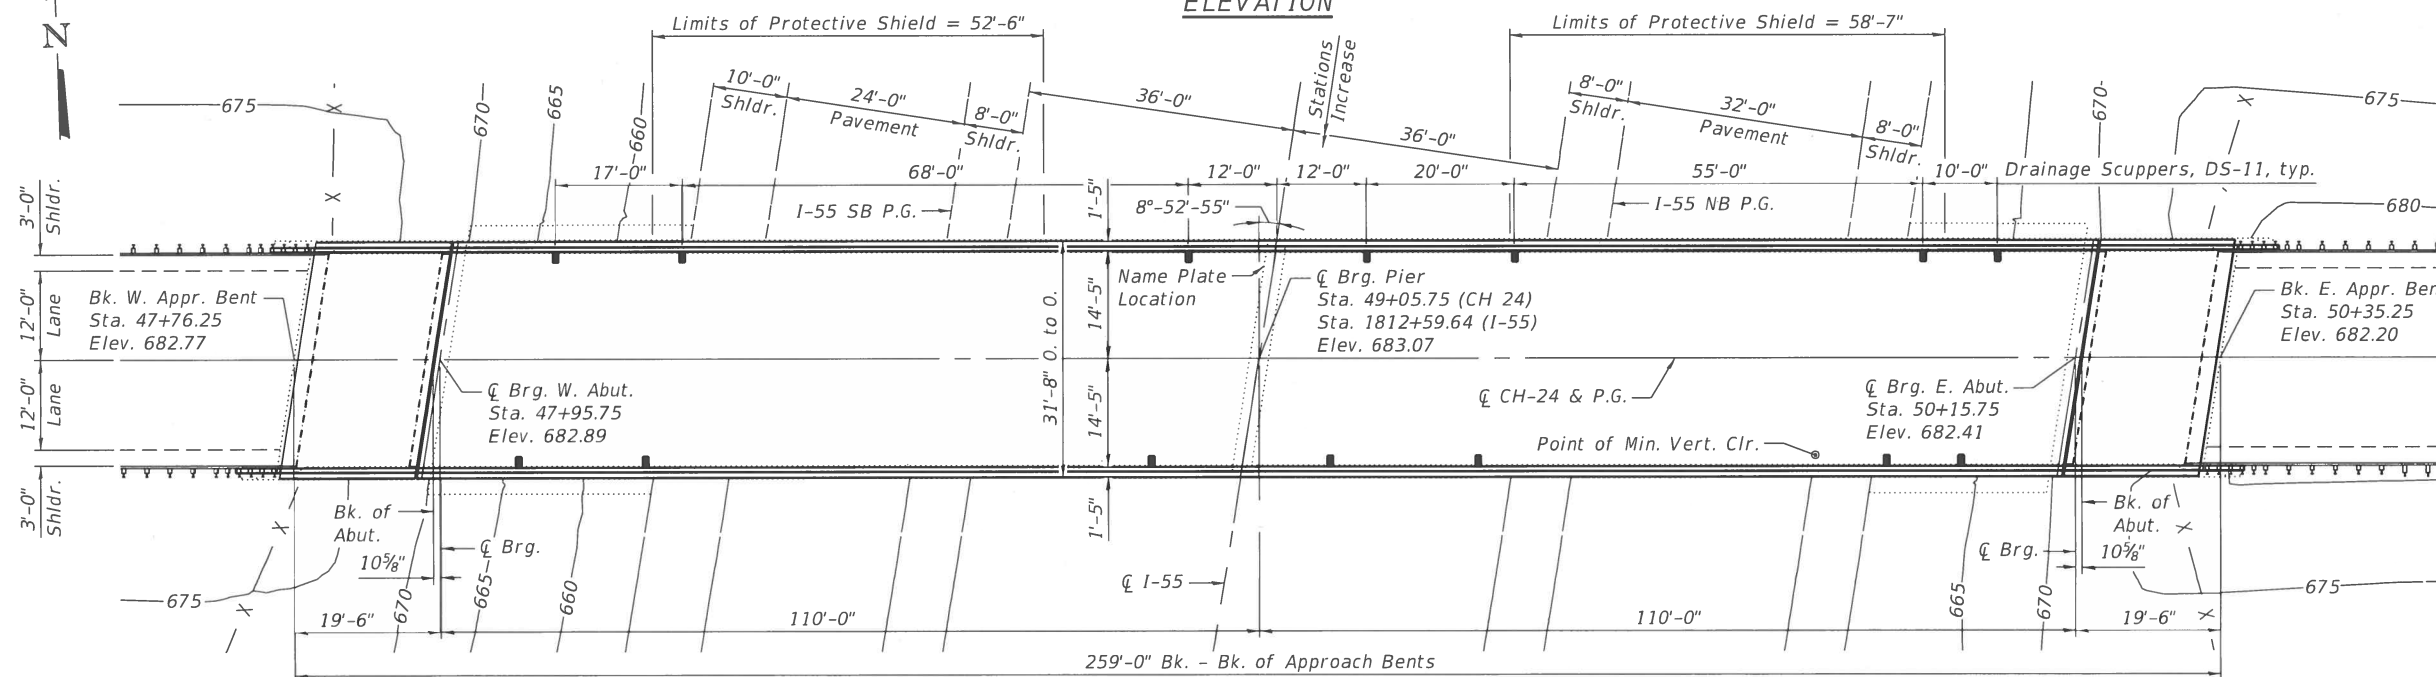 ELEVATION
N
Limits of Protective Shield = 52'-6"
Limits of Protective Shield = 58'-7"
Stations
Increase
10'-0"
Shldr.
24'-0"
Pavement
8'-0"
Shldr.
36'-0"
36'-0"
8'-0"
Shldr.
32'-0"
Pavement
8'-0"
Shldr.
675
X
X
670
665
660
670
X
675
680
17'-0"
68'-0"
12'-0"
12'-0"
20'-0"
55'-0"
10'-0"
Drainage Scuppers, DS-11, typ.
I-55 SB P.G.
8°-52'-55"
I-55 NB P.G.
3'-0"
Shldr.
1'-5"
12'-0"
Lane
Bk. W. Appr. Bent
Sta. 47+76.25
Elev. 682.77
Name Plate
Location
14'-5"
℄ Brg. Pier
Sta. 49+05.75 (CH 24)
Sta. 1812+59.64 (I-55)
Elev. 683.07
Bk. E. Appr. Ben
Sta. 50+35.25
Elev. 682.20
31'-8" O. to O.
12'-0"
Lane
℄ Brg. W. Abut.
Sta. 47+95.75
Elev. 682.89
14'-5"
℄ CH-24 & P.G.
℄ Brg. E. Abut.
Sta. 50+15.75
Elev. 682.41
Point of Min. Vert. Clr.
3'-0"
Shldr.
1'-5"
X
Bk. of
Abut.
℄ Brg.
10⅝"
℄ I-55
℄ Brg.
Bk. of
Abut.
X
10⅝"
675
X
670
665
660
665
670
675
X
19'-6"
110'-0"
110'-0"
19'-6"
259'-0" Bk. - Bk. of Approach Bents